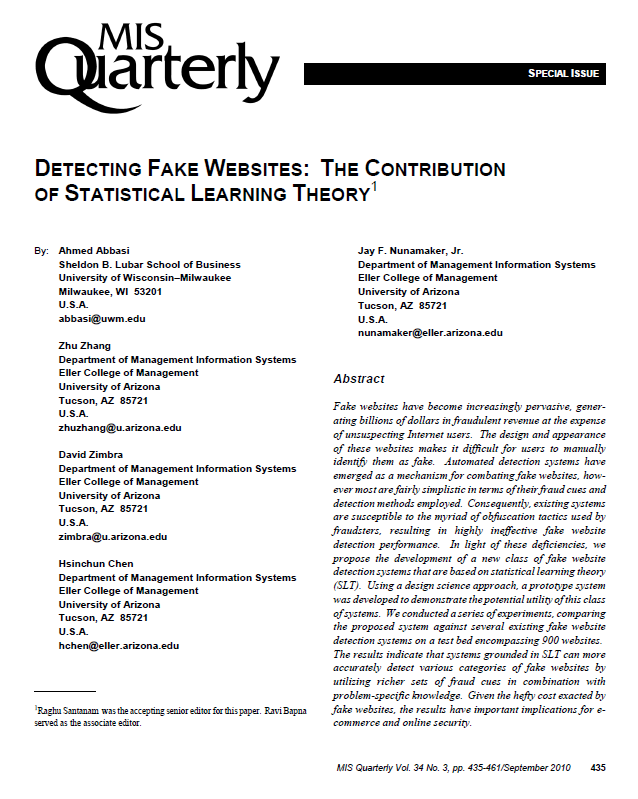 MIS
Quarterly
SPECIAL ISSUE
DETECTING FAKE WEBSITES: THE CONTRIBUTION
OF STATISTICAL LEARNING THEORY1
By: Ahmed Abbasi
Sheldon B. Lubar School of Business
University of Wisconsin–Milwaukee
Milwaukee, WI 53201
U.S.A.
abbasi@uwm.edu
Zhu Zhang
Department of Management Information Systems
Eller College of Management
University of Arizona
Tucson, AZ 85721
U.S.A.
zhuzhang@u.arizona.edu
David Zimbra
Department of Management Information Systems
Eller College of Management
University of Arizona
Tucson, AZ 85721
U.S.A.
zimbra@u.arizona.edu
Hsinchun Chen
Department of Management Information Systems
Eller College of Management
University of Arizona
Tucson, AZ 85721
U.S.A.
hchen@eller.arizona.edu
1Raghu Santanam was the accepting senior editor for this paper. Ravi Bapna
served as the associate editor.
Jay F. Nunamaker, Jr.
Department of Management Information Systems
Eller College of Management
University of Arizona
Tucson, AZ 85721
U.S.A.
nunamaker@eller.arizona.edu
Abstract
Fake websites have become increasingly pervasive, gener-
ating billions of dollars in fraudulent revenue at the expense
of unsuspecting Internet users. The design and appearance
of these websites makes it difficult for users to manually
identify them as fake. Automated detection systems have
emerged as a mechanism for combating fake websites, how-
ever most are fairly simplistic in terms of their fraud cues and
detection methods employed. Consequently, existing systems
are susceptible to the myriad of obfuscation tactics used by
fraudsters, resulting in highly ineffective fake website
detection performance. In light of these deficiencies, we
propose the development of a new class of fake website
detection systems that are based on statistical learning theory
(SLT). Using a design science approach, a prototype system
was developed to demonstrate the potential utility of this class
of systems. We conducted a series of experiments, comparing
the proposed system against several existing fake website
detection systems on a test bed encompassing 900 websites.
The results indicate that systems grounded in SLT can more
accurately detect various categories of fake websites by
utilizing richer sets of fraud cues in combination with
problem-specific knowledge. Given the hefty cost exacted by
fake websites, the results have important implications for e-
commerce and online security.
MIS Quarterly Vol. 34 No. 3, pp. 435-461/September 2010 435